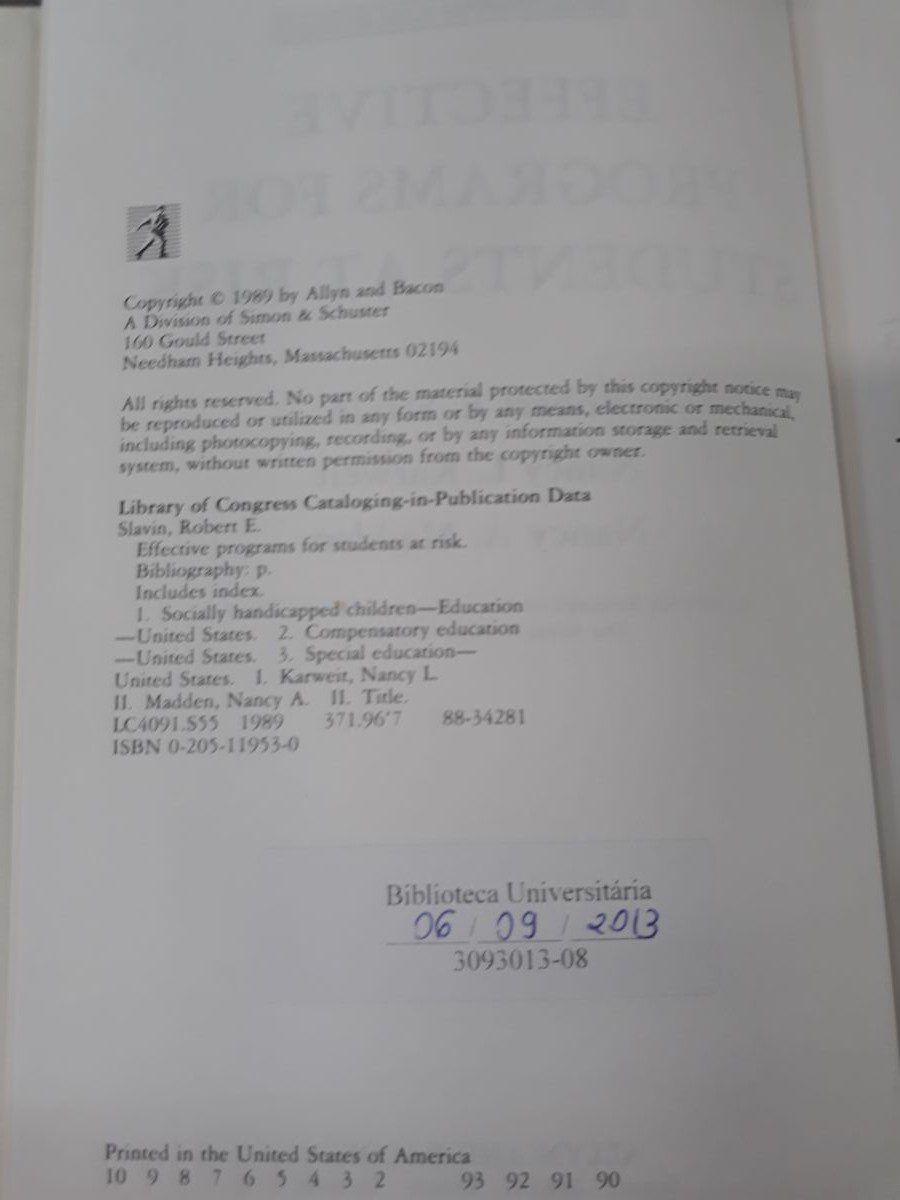 Copyright © 1989 by Allyn and Bacon
A Division of Simon & Schuster
160 Gould Street
Needham Heights, Massachusetts 02194
All rights reserved. No part of the material protected by this copyright notice may
be reproduced or utilized in any form or by any means, electronic or mechanical,
including photocopying, recording, or by any information storage and retrieval
system, without written permission from the copyright owner.
Library of Congress Cataloging-in-Publication Data
Slavin, Robert E.
Effective programs for students at risk.
Bibliography: p.
Includes index.
1. Socially handicapped children—Education
—United States. 2. Compensatory education
—United States. 3. Special education—
United States. I. Karweit, Nancy L.
II. Madden, Nancy A. II. Title.
LC4091.S55 1989 371.96'7 88-34281
ISBN 0-205-11953-0
Biblioteca Universitária
06 / 09 / 2013
3093013-08
Printed in the United States of America
10 9 8 7 6 5 4 3 2 93 92 91 90